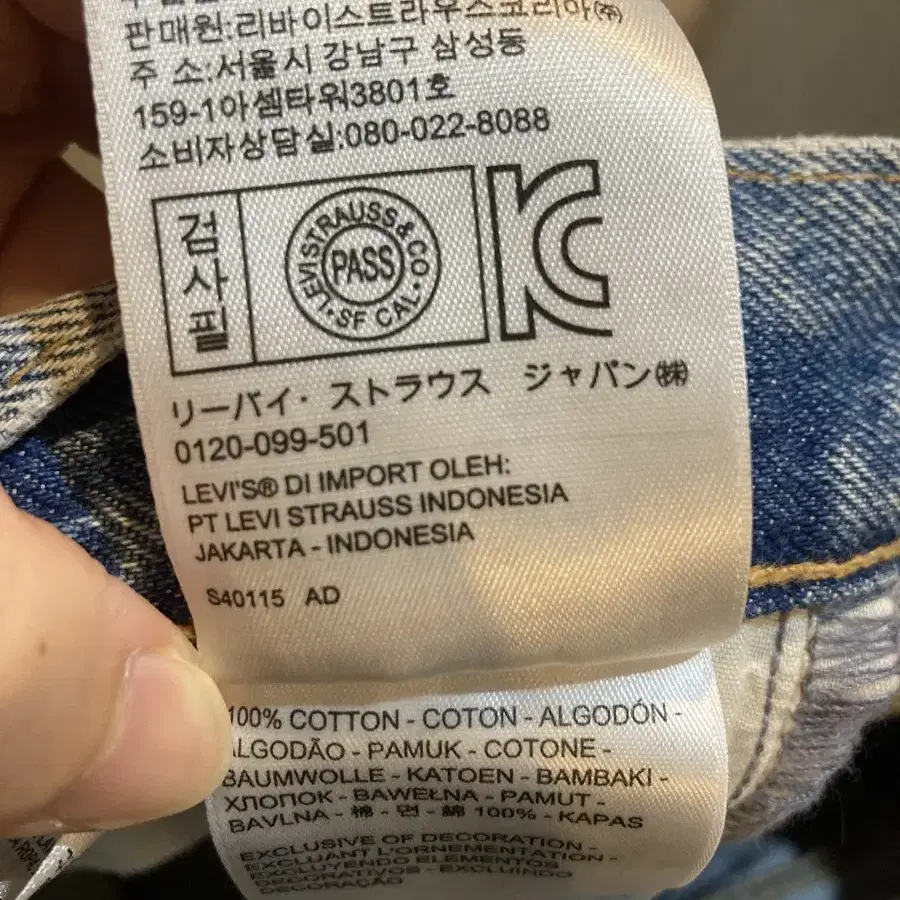 판매원:리바이스트라우스코리아㈜
주 소:서울시 강남구 삼성동
159-1아셈타워3801호
소비자상담실:080-022-8088
검사필
LEVI STRAUSS & CO
PASS
SF CAL
リーバイ・ストラウス ジャパン㈱
0120-099-501
LEVI'S® DI IMPORT OLEH:
PT LEVI STRAUSS INDONESIA
JAKARTA - INDONESIA
S40115 AD
100% COTTON - COTON - ALGODÓN -
ALGODÃO - PAMUK - COTONE -
BAUMWOLLE - KATOEN - BAMBAKI -
ХЛОПОК - BAWEŁNA - PAMUT -
BAVLNA - 棉 - 면 - 綿 100% - KAPAS
EXCLUSIVE OF DECORATION -
EXCLUANT L'ORNEMENTATION -
EXCLUYENDO ELEMENTOS
DECORATIVOS - EXCLUINDO
DECORAÇÃO